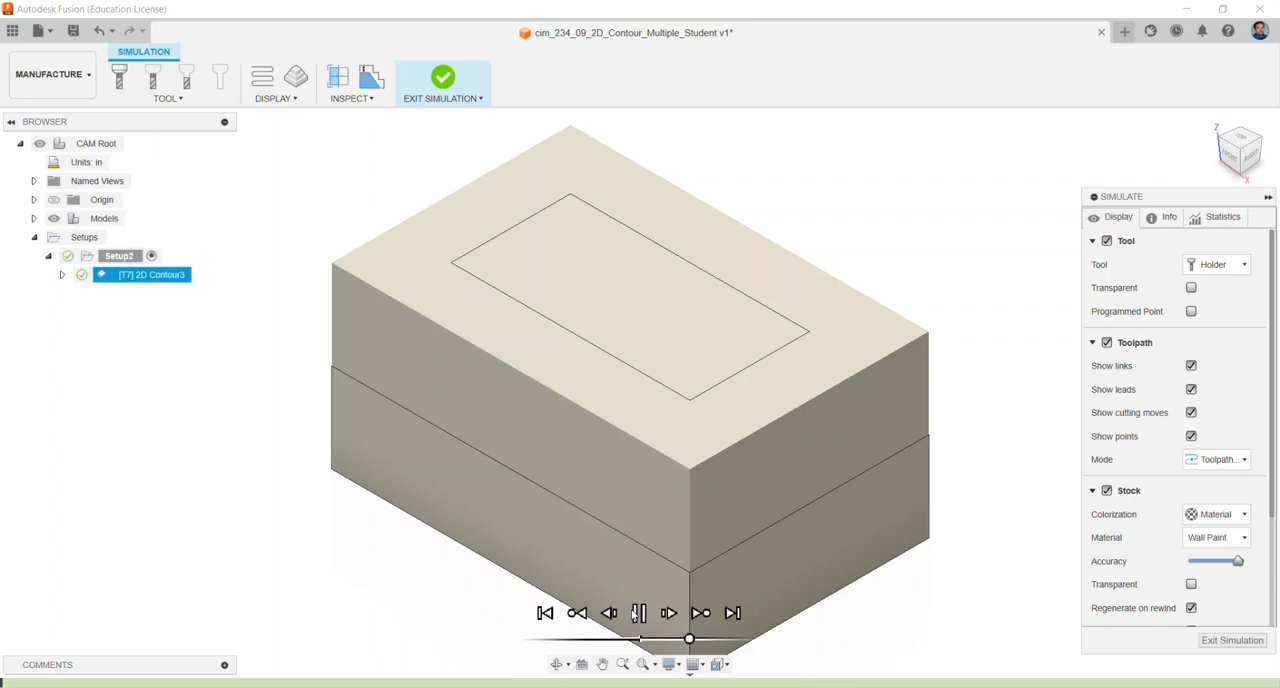 Autodesk Fusion (Education License)
cim_234_09_2D_Contour_Multiple_Student v1*
MANUFACTURE
SIMULATION
TOOL
DISPLAY
INSPECT
EXIT SIMULATION
BROWSER
CAM Root
Units: in
Named Views
Origin
Models
Setups
Setup2
[T7] 2D Contour3
Z
TOP
FRONT
RIGHT
X
SIMULATE
Display Info Statistics
Tool
Tool Holder
Transparent
Programmed Point
Toolpath
Show links
Show leads
Show cutting moves
Show points
Mode Toolpath...
Stock
Colorization Material
Material Wall Paint
Accuracy
Transparent
Regenerate on rewind
Exit Simulation
COMMENTS